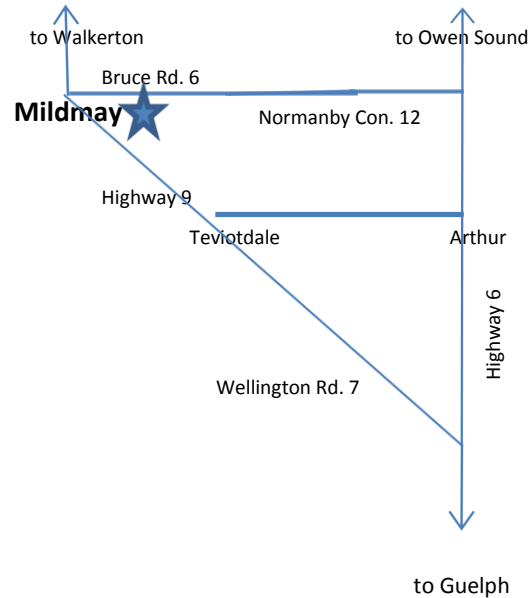 to Walkerton
to Owen Sound
Bruce Rd. 6
Mildmay
Normanby Con. 12
Highway 9
Teviotdale
Arthur
Highway 6
Wellington Rd. 7
to Guelph